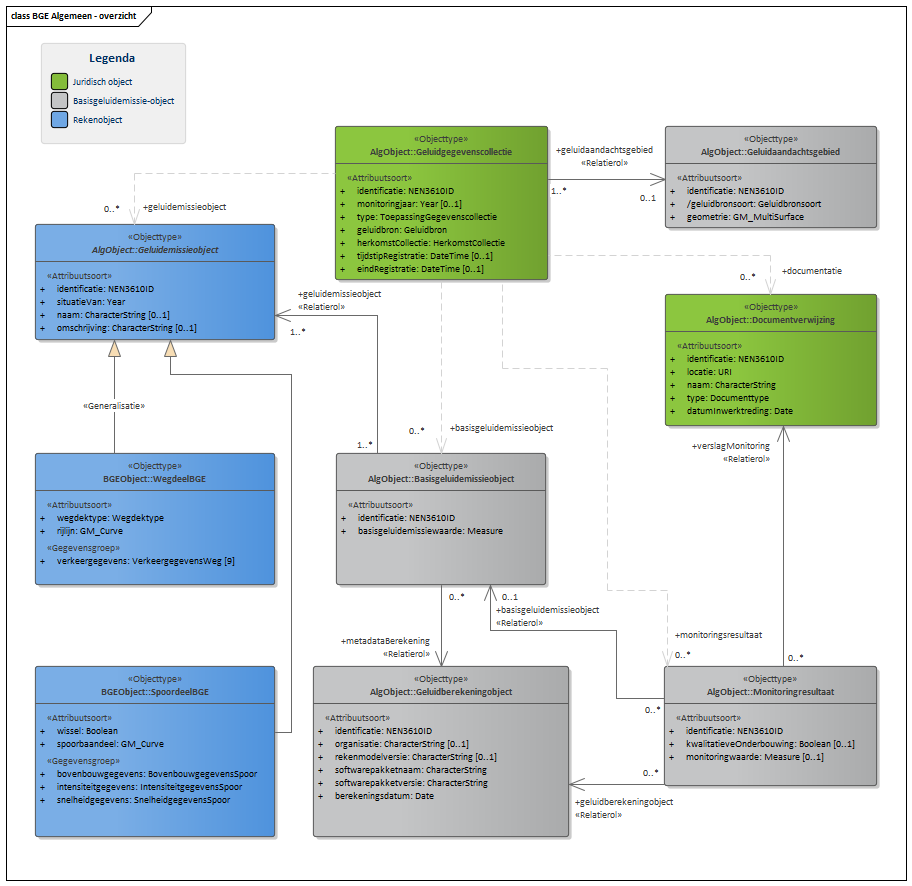 class BGE Algemeen - overzicht
Legenda
Juridisch object
Basisgeluidemissie-object
Rekenobject
«Objecttype»
AlgObject::Geluidgegevenscollectie
«Attribuutsoort»
+ identificatie: NEN3610ID
+ monitoringjaar: Year [0..1]
+ type: ToepassingGegevenscollectie
+ geluidbron: Geluidbron
+ herkomstCollectie: HerkomstCollectie
+ tijdstipRegistratie: DateTime [0..1]
+ eindRegistratie: DateTime [0..1]
+geluidaandachtsgebied
«Relatierol»
1..*
0..1
«Objecttype»
AlgObject::Geluidaandachtsgebied
«Attribuutsoort»
+ identificatie: NEN3610ID
+ /geluidbronsoort: Geluidbronsoort
+ geometrie: GM_MultiSurface
0..*
+geluidemissieobject
«Objecttype»
AlgObject::Geluidemissieobject
«Attribuutsoort»
+ identificatie: NEN3610ID
+ situatieVan: Year
+ naam: CharacterString [0..1]
+ omschrijving: CharacterString [0..1]
+geluidemissieobject
«Relatierol»
1..*
+documentatie
0..*
«Objecttype»
AlgObject::Documentverwijzing
«Attribuutsoort»
+ identificatie: NEN3610ID
+ locatie: URI
+ naam: CharacterString
+ type: Documenttype
+ datumInwerktreding: Date
«Generalisatie»
0..*
+basisgeluidemissieobject
1..*
+verslagMonitoring
«Relatierol»
«Objecttype»
BGEObject::WegdeelBGE
«Attribuutsoort»
+ wegdektype: Wegdektype
+ rijlijn: GM_Curve
«Gegevensgroep»
+ verkeergegevens: VerkeergegevensWeg [9]
«Objecttype»
AlgObject::Basisgeluidemissieobject
«Attribuutsoort»
+ identificatie: NEN3610ID
+ basisgeluidemissiewaarde: Measure
0..*
0..1
+basisgeluidemissieobject
«Relatierol»
+metadataBerekening
«Relatierol»
+monitoringsresultaat
0..*
0..*
«Objecttype»
BGEObject::SpoordeelBGE
«Attribuutsoort»
+ wissel: Boolean
+ spoorbaandeel: GM_Curve
«Gegevensgroep»
+ bovenbouwgegevens: BovenbouwgegevensSpoor
+ intensiteitgegevens: IntensiteitgegevensSpoor
+ snelheidgegevens: SnelheidgegevensSpoor
«Objecttype»
AlgObject::Geluidberekeningobject
«Attribuutsoort»
+ identificatie: NEN3610ID
+ organisatie: CharacterString [0..1]
+ rekenmodelversie: CharacterString [0..1]
+ softwarepakketnaam: CharacterString
+ softwarepakketversie: CharacterString
+ berekeningsdatum: Date
«Objecttype»
AlgObject::Monitoringresultaat
«Attribuutsoort»
+ identificatie: NEN3610ID
+ kwalitatieveOnderbouwing: Boolean [0..1]
+ monitoringwaarde: Measure [0..1]
0..*
0..*
+geluidberekeningobject
«Relatierol»